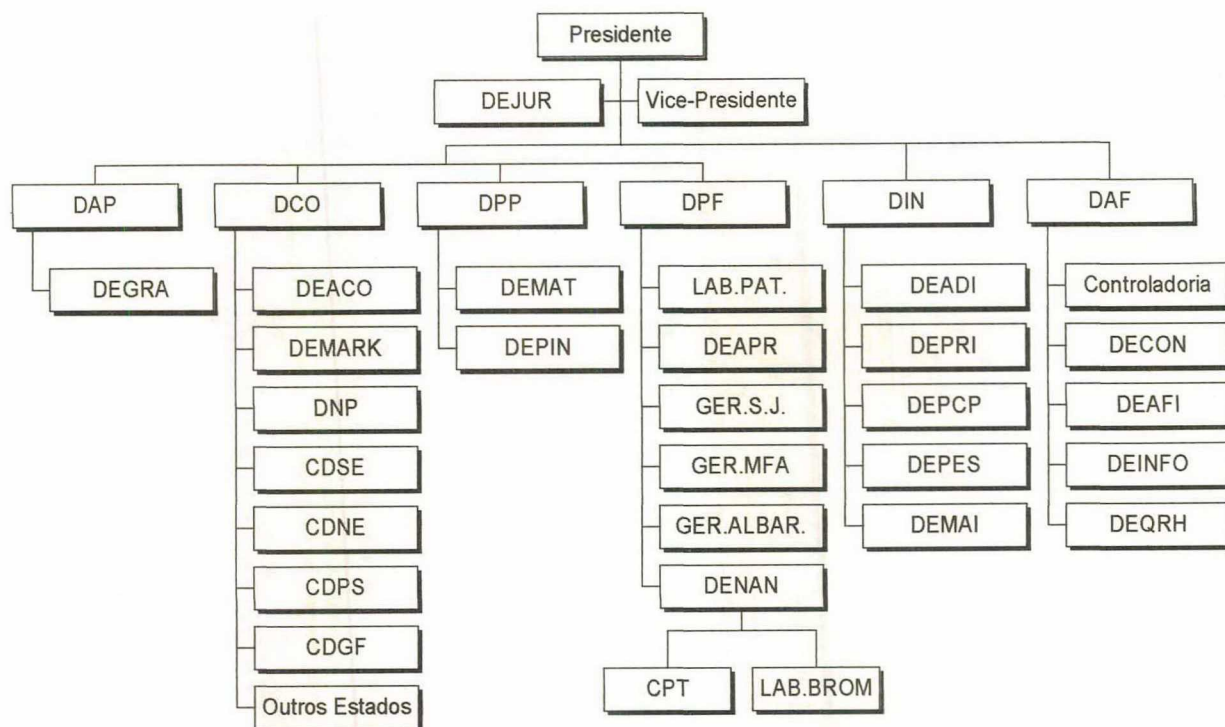 Presidente
DEJUR
Vice-Presidente
DAP
DCO
DPP
DPF
DIN
DAF
DEGRA
DEACO
DEMARK
DNP
CDSE
CDNE
CDPS
CDGF
Outros Estados
DEMAT
DEPIN
LAB.PAT.
DEAPR
GER.S.J.
GER.MFA
GER.ALBAR.
DENAN
CPT
LAB.BROM
DEADI
DEPRI
DEPCP
DEPES
DEMAI
Controladoria
DECON
DEAFI
DEINFO
DEQRH